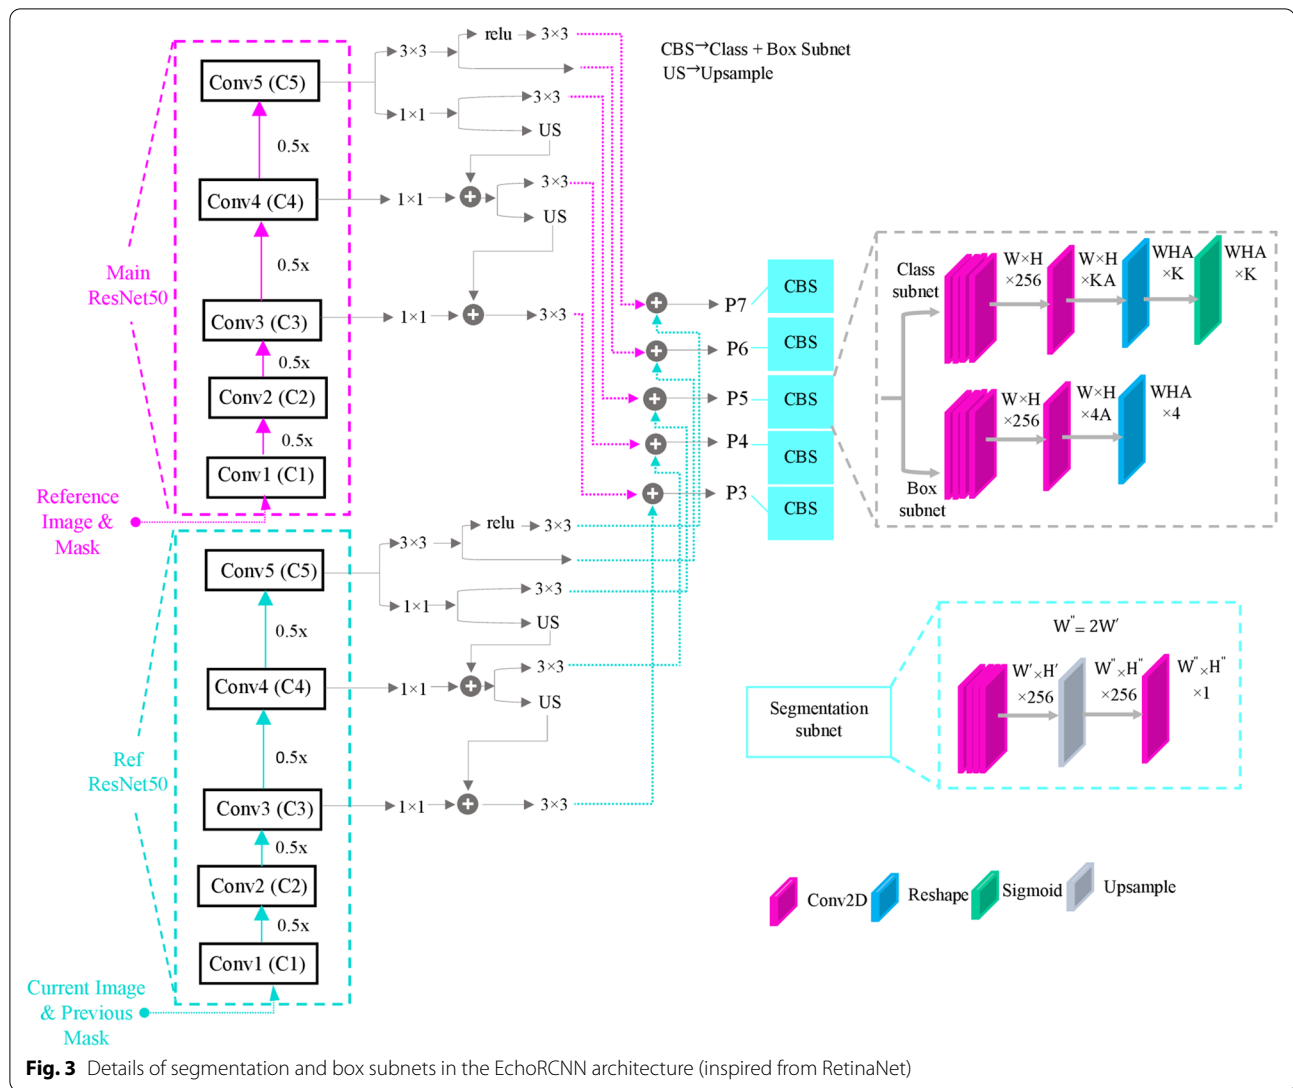 CBS→Class + Box Subnet
US→Upsample
Conv5 (C5)
0.5x
Conv4 (C4)
0.5x
Conv3 (C3)
0.5x
Conv2 (C2)
0.5x
Conv1 (C1)
Main
ResNet50
Reference
Image &
Mask
3×3
relu
3×3
1×1
3×3
US
1×1
3×3
US
1×1
3×3
Conv5 (C5)
0.5x
Conv4 (C4)
0.5x
Conv3 (C3)
0.5x
Conv2 (C2)
0.5x
Conv1 (C1)
Ref
ResNet50
Current Image
& Previous
Mask
3×3
relu
3×3
1×1
3×3
US
1×1
3×3
US
1×1
3×3
P7
CBS
P6
CBS
P5
CBS
P4
CBS
P3
CBS
Class
subnet
W×H
×256
W×H
×KA
WHA
×K
WHA
×K
Box
subnet
W×H
×256
W×H
×4A
WHA
×4
Segmentation
subnet
W"= 2W'
W'×H'
×256
W"×H"
×256
W"×H"
×1
Conv2D
Reshape
Sigmoid
Upsample
Fig. 3 Details of segmentation and box subnets in the EchoRCNN architecture (inspired from RetinaNet)